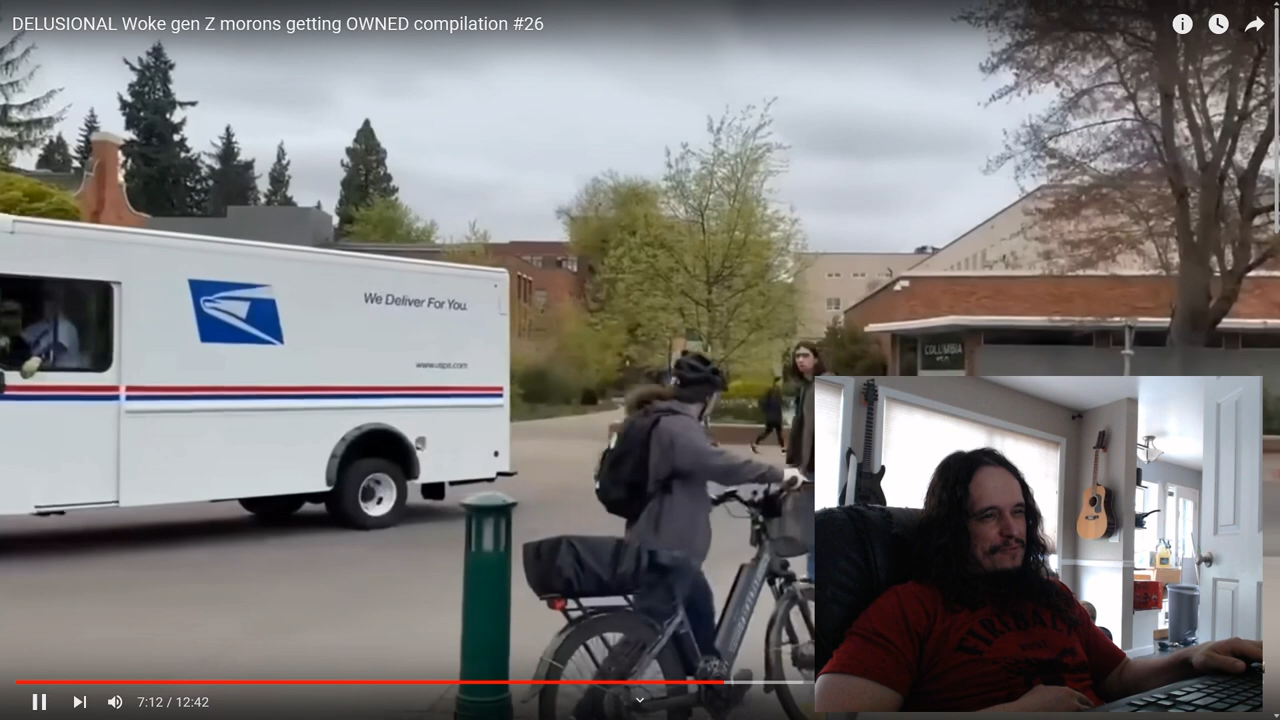 DELUSIONAL Woke gen Z morons getting OWNED compilation #26
We Deliver For You.
www.usps.com
COLUMBIA
7:12 / 12:42